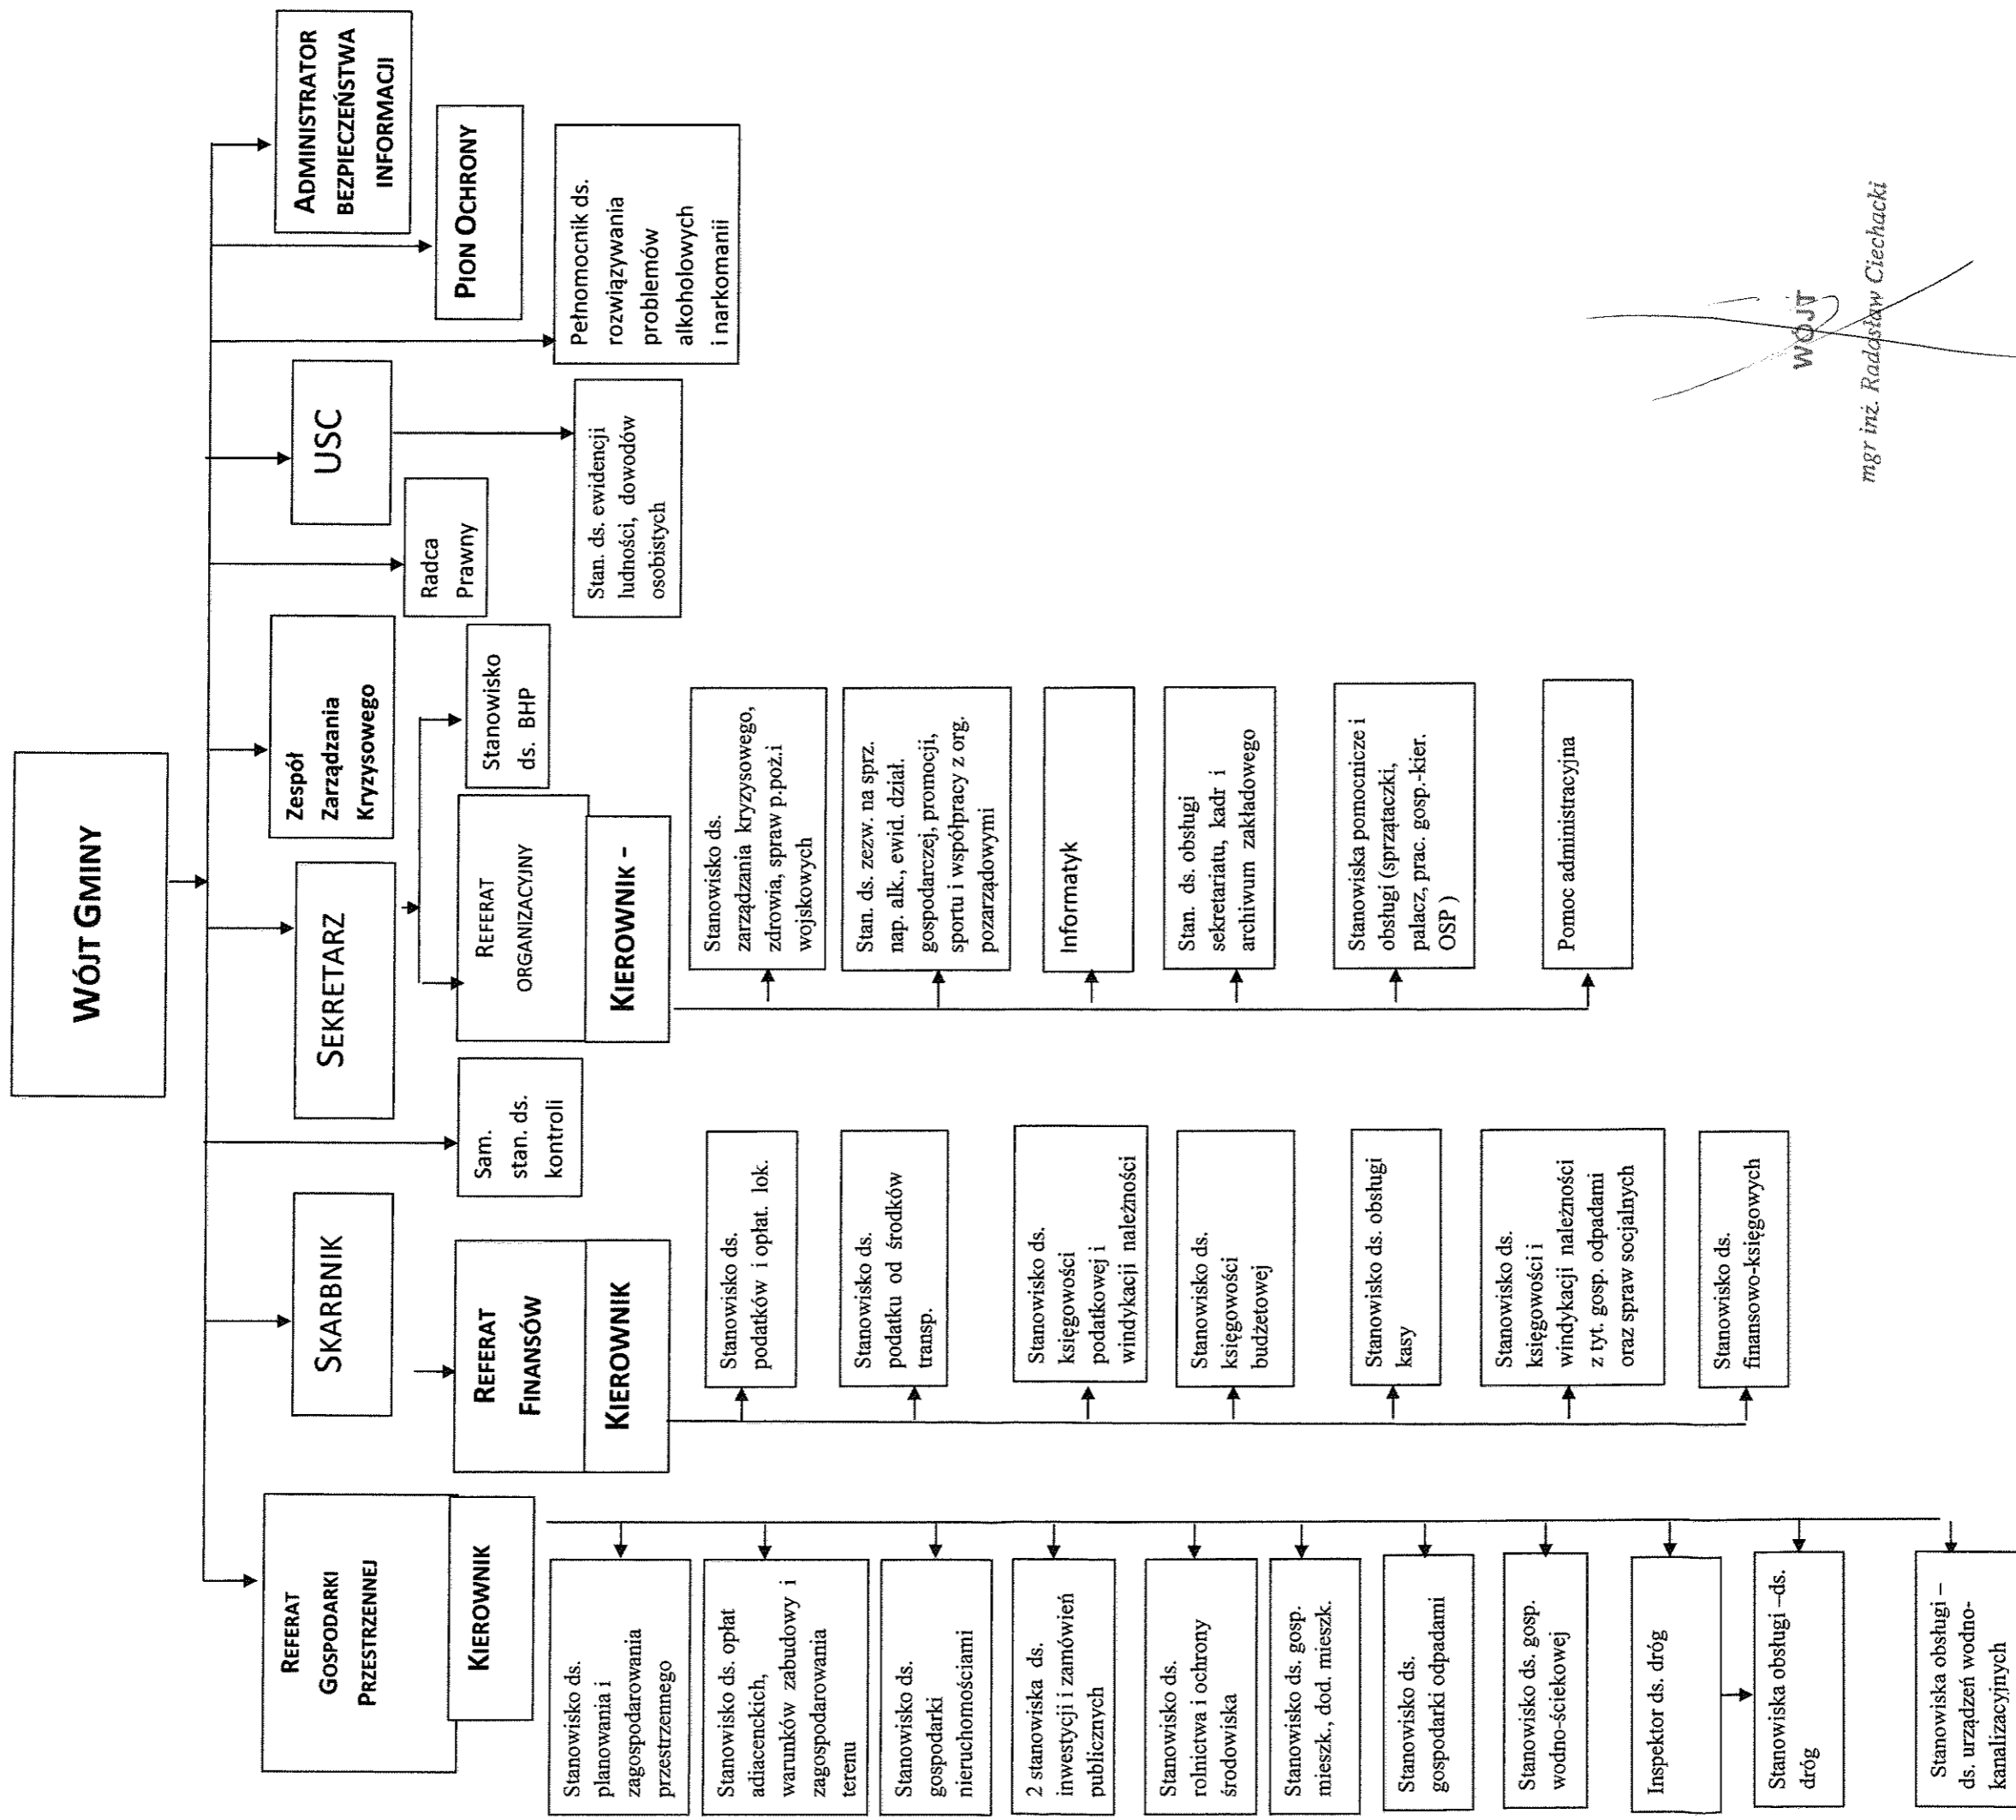 WÓJT GMINY
REFERAT
GOSPODARKI
PRZESTRZENNEJ
KIEROWNIK
SKARBNIK
Sam.
stan. ds.
kontroli
SEKRETARZ
Zespół
Zarządzania
Kryzysowego
Radca
Prawny
USC
Pełnomocnik ds.
rozwiązywania
problemów
alkoholowych
i narkomanii
PION OCHRONY
ADMINISTRATOR
BEZPIECZEŃSTWA
INFORMACJI
REFERAT
FINANSÓW
KIEROWNIK
REFERAT
ORGANIZACYJNY
KIEROWNIK -
Stanowisko
ds. BHP
Stan. ds. ewidencji
ludności, dowodów
osobistych
Stanowisko ds.
planowania i
zagospodarowania
przestrzennego
Stanowisko ds. opłat
adiacenckich,
warunków zabudowy i
zagospodarowania
terenu
Stanowisko ds.
gospodarki
nieruchomościami
2 stanowiska ds.
inwestycji i zamówień
publicznych
Stanowisko ds.
rolnictwa i ochrony
środowiska
Stanowisko ds. gosp.
mieszk., dod. mieszk.
Stanowisko ds.
gospodarki odpadami
Stanowisko ds. gosp.
wodno-ściekowej
Inspektor ds. dróg
Stanowiska obsługi –ds.
dróg
Stanowiska obsługi –
ds. urządzeń wodno-
kanalizacyjnych
Stanowisko ds.
podatków i opłat. lok.
Stanowisko ds.
podatku od środków
transp.
Stanowisko ds.
księgowości
podatkowej i
windykacji należności
Stanowisko ds.
księgowości
budżetowej
Stanowisko ds. obsługi
kasy
Stanowisko ds.
księgowości i
windykacji należności
z tyt. gosp. odpadami
oraz spraw socjalnych
Stanowisko ds.
finansowo-księgowych
Stanowisko ds.
zarządzania kryzysowego,
zdrowia, spraw p.poż.i
wojskowych
Stan. ds. zezw. na sprz.
nap. alk., ewid. dział.
gospodarczej, promocji,
sportu i współpracy z org.
pozarządowymi
Informatyk
Stan. ds. obsługi
sekretariatu, kadr i
archiwum zakładowego
Stanowiska pomocnicze i
obsługi (sprzątaczki,
palacz, prac. gosp.-kier.
OSP )
Pomoc administracyjna
WÓJT
mgr inż. Radosław Ciechacki